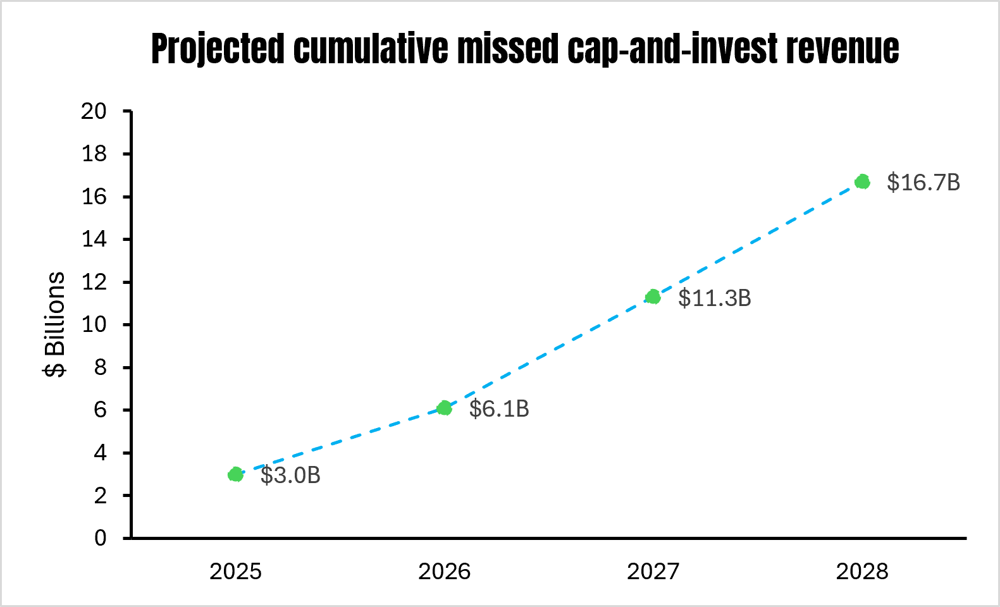 Projected cumulative missed cap-and-invest revenue
20
18
16
14
12
10
8
6
4
2
0
$ Billions
$16.7B
$11.3B
$6.1B
$3.0B
2025 2026 2027 2028